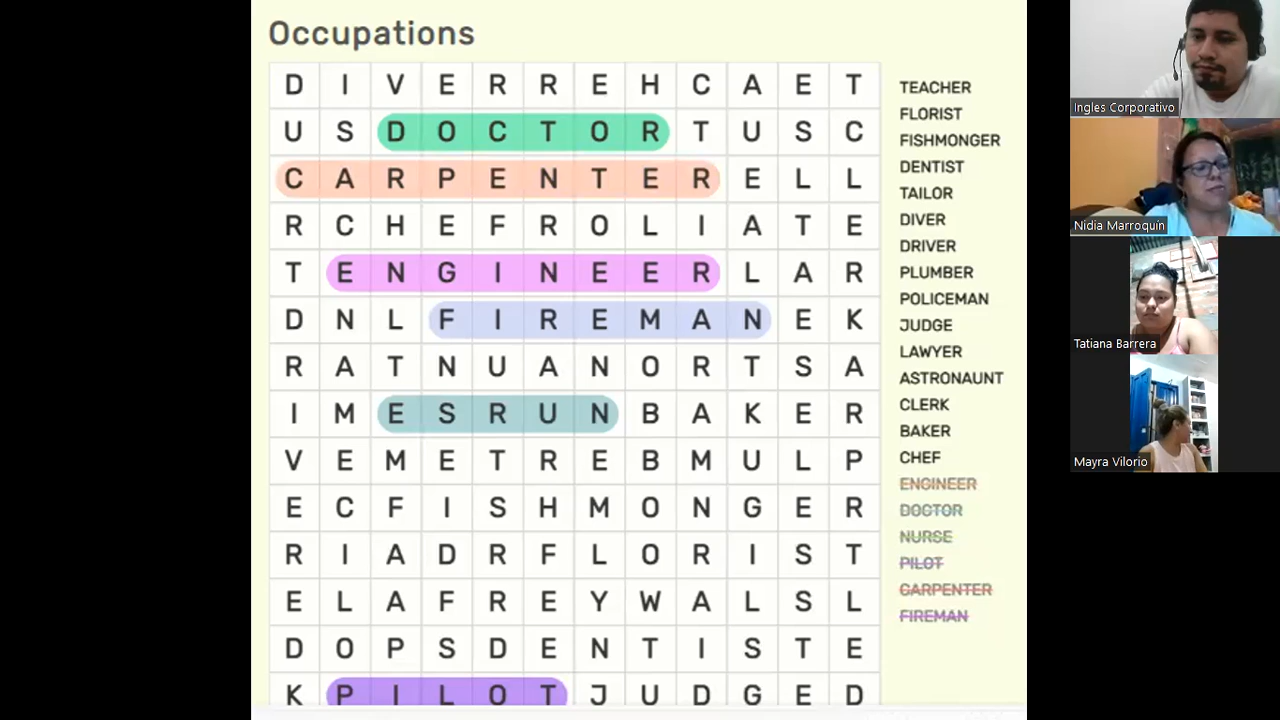 Occupations
D I V E R R E H C A E T
U S D O C T O R T U S C
C A R P E N T E R E L L
R C H E F R O L I A T E
T E N G I N E E R L A R
D N L F I R E M A N E K
R A T N U A N O R T S A
I M E S R U N B A K E R
V E M E T R E B M U L P
E C F I S H M O N G E R
R I A D R F L O R I S T
E L A F R E Y W A L S L
D O P S D E N T I S T E
K P I L O T J U D G E D
TEACHER
FLORIST
FISHMONGER
DENTIST
TAILOR
DIVER
DRIVER
PLUMBER
POLICEMAN
JUDGE
LAWYER
ASTRONAUNT
CLERK
BAKER
CHEF
ENGINEER
DOCTOR
NURSE
PILOT
CARPENTER
FIREMAN
Ingles Corporativo
Nidia Marroquin
Tatiana Barrera
Mayra Vilorio